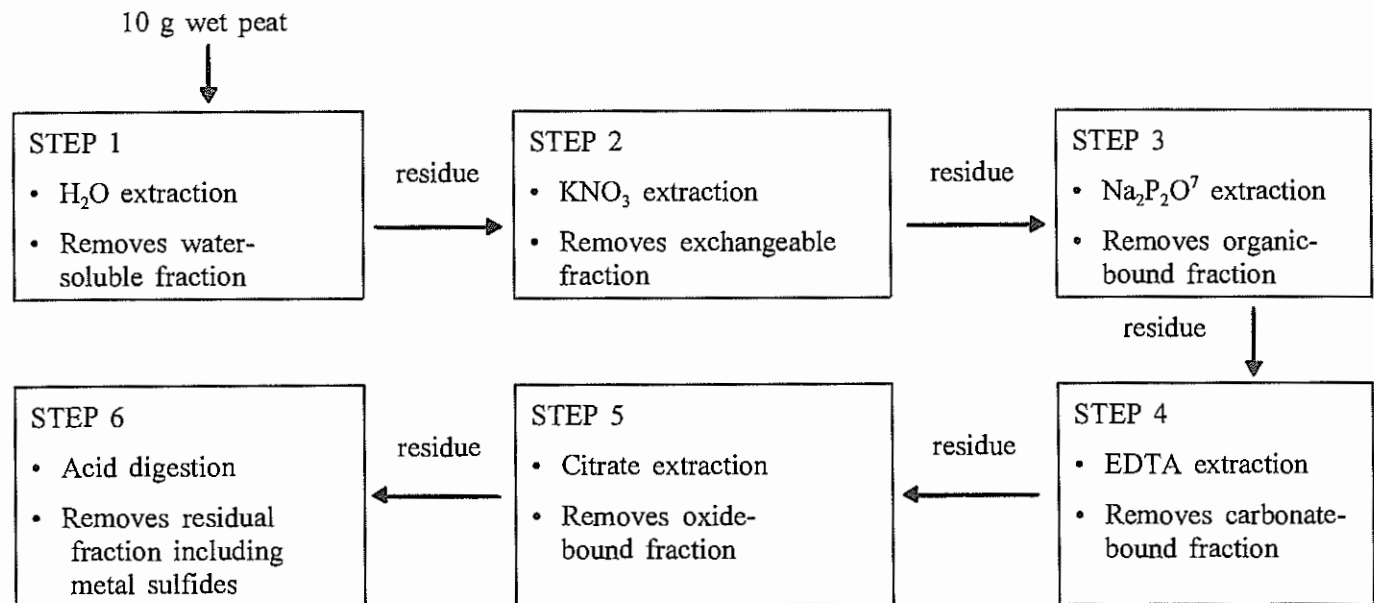 10 g wet peat
STEP 1
• H₂O extraction
• Removes water-
soluble fraction
residue
STEP 2
• KNO₃ extraction
• Removes exchangeable
fraction
residue
STEP 3
• Na₂P₂O⁷ extraction
• Removes organic-
bound fraction
residue
STEP 4
• EDTA extraction
• Removes carbonate-
bound fraction
residue
STEP 5
• Citrate extraction
• Removes oxide-
bound fraction
residue
STEP 6
• Acid digestion
• Removes residual
fraction including
metal sulfides